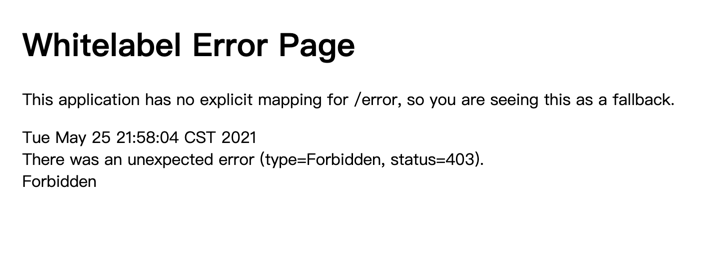 Whitelabel Error Page
This application has no explicit mapping for /error, so you are seeing this as a fallback.
Tue May 25 21:58:04 CST 2021
There was an unexpected error (type=Forbidden, status=403).
Forbidden